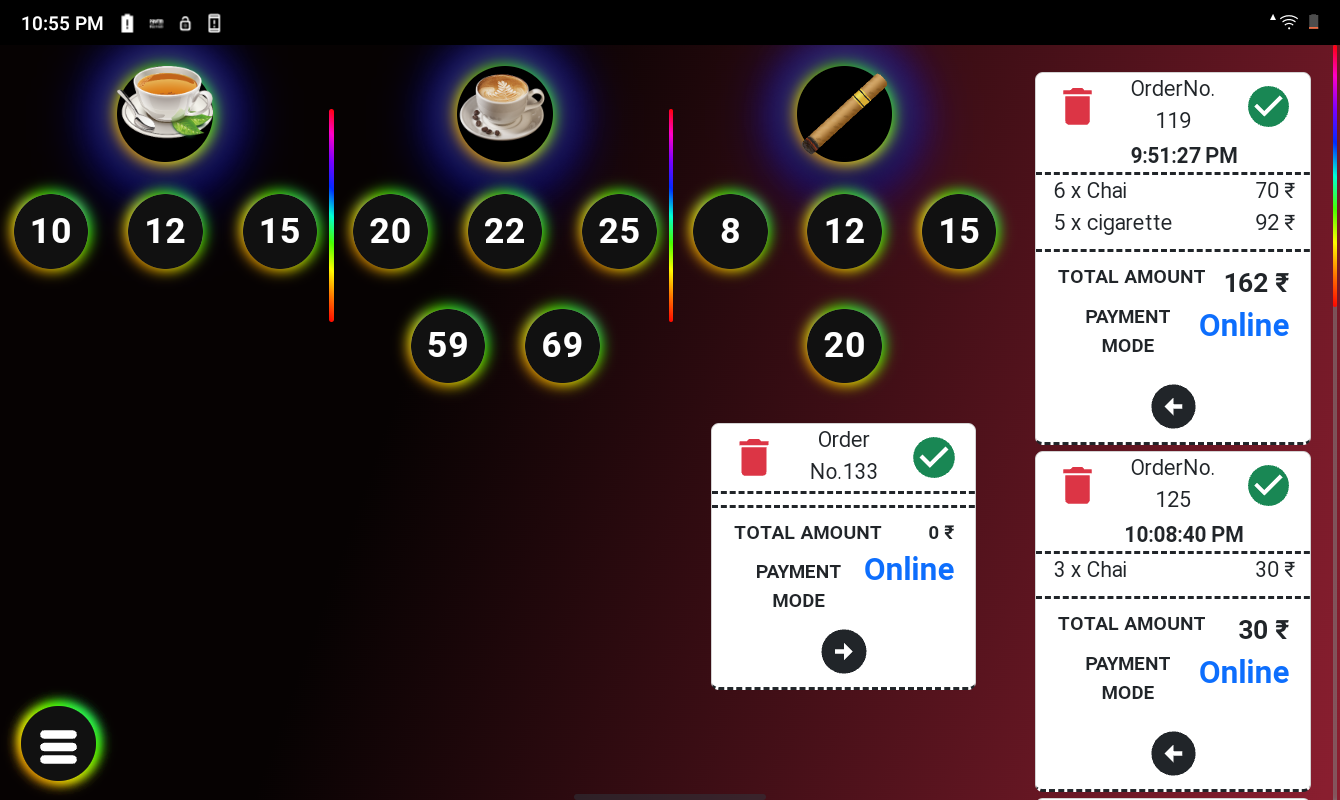 10:55 PM
10 12 15 20 22 25 8 12 15
59 69 20
Order
No.133
TOTAL AMOUNT 0 ₹
PAYMENT
MODE
Online
OrderNo.
119
9:51:27 PM
6 x Chai 70 ₹
5 x cigarette 92 ₹
TOTAL AMOUNT 162 ₹
PAYMENT
MODE
Online
OrderNo.
125
10:08:40 PM
3 x Chai 30 ₹
TOTAL AMOUNT 30 ₹
PAYMENT
MODE
Online